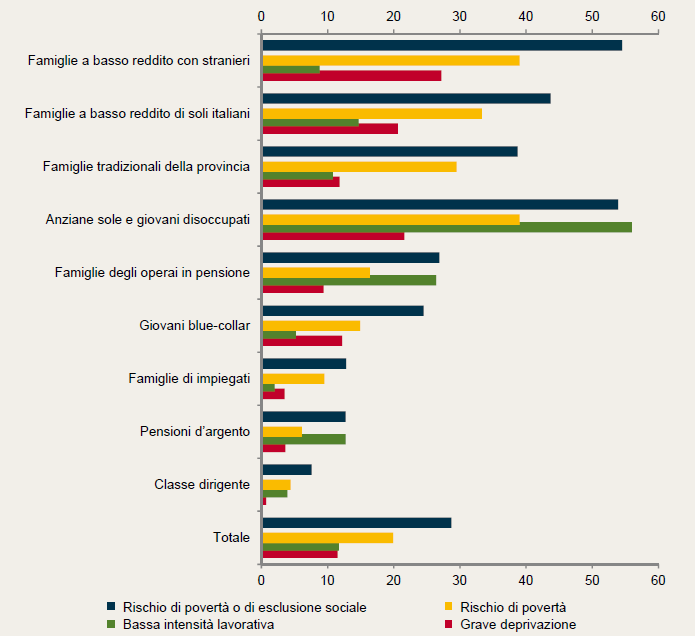 0 10 20 30 40 50 60
Famiglie a basso reddito con stranieri
Famiglie a basso reddito di soli italiani
Famiglie tradizionali della provincia
Anziane sole e giovani disoccupati
Famiglie degli operai in pensione
Giovani blue-collar
Famiglie di impiegati
Pensioni d’argento
Classe dirigente
Totale
0 10 20 30 40 50 60
Rischio di povertà o di esclusione sociale Rischio di povertà
Bassa intensità lavorativa Grave deprivazione